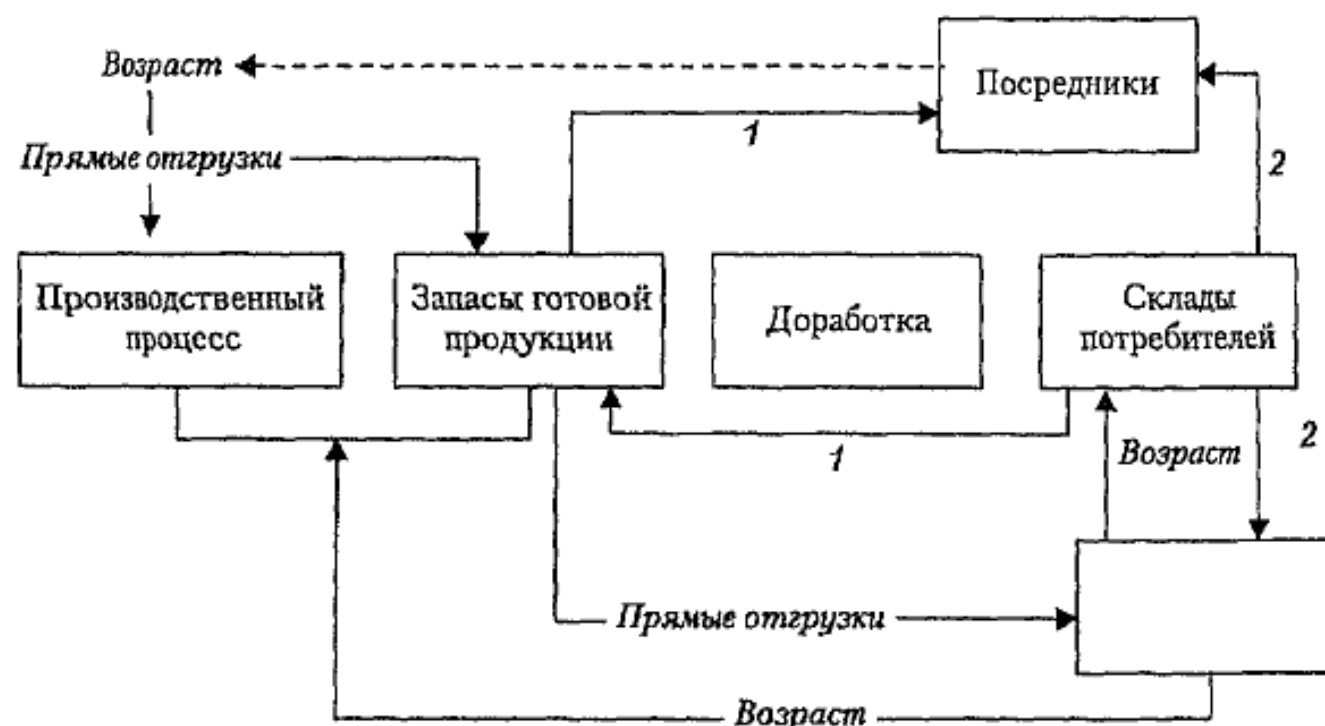 Посредники
Возраст
1
Прямые отгрузки
2
Производственный
процесс
Запасы готовой
продукции
Доработка
Склады
потребителей
1
Возраст
2
Прямые отгрузки
Возраст